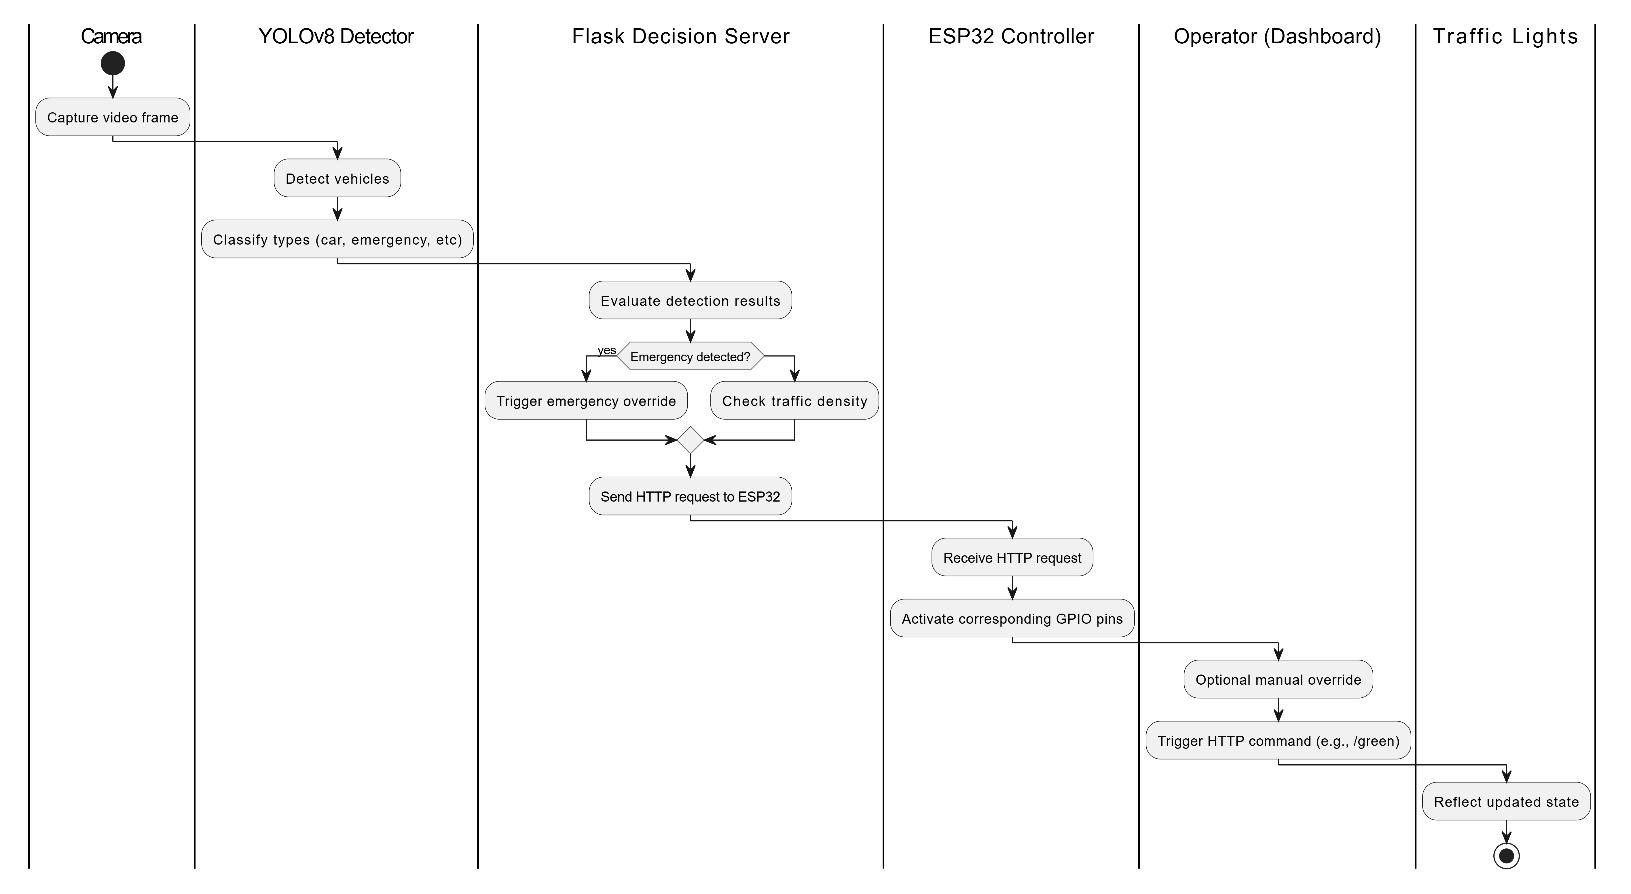 Camera
YOLOv8 Detector
Flask Decision Server
ESP32 Controller
Operator (Dashboard)
Traffic Lights
Capture video frame
Detect vehicles
Classify types (car, emergency, etc)
Evaluate detection results
yes
Emergency detected?
Trigger emergency override
Check traffic density
Send HTTP request to ESP32
Receive HTTP request
Activate corresponding GPIO pins
Optional manual override
Trigger HTTP command (e.g., /green)
Reflect updated state